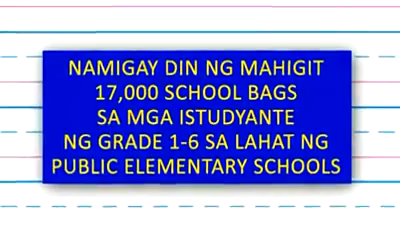 NAMIGAY DIN NG MAHIGIT
17,000 SCHOOL BAGS
SA MGA ISTUDYANTE
NG GRADE 1-6 SA LAHAT NG
PUBLIC ELEMENTARY SCHOOLS